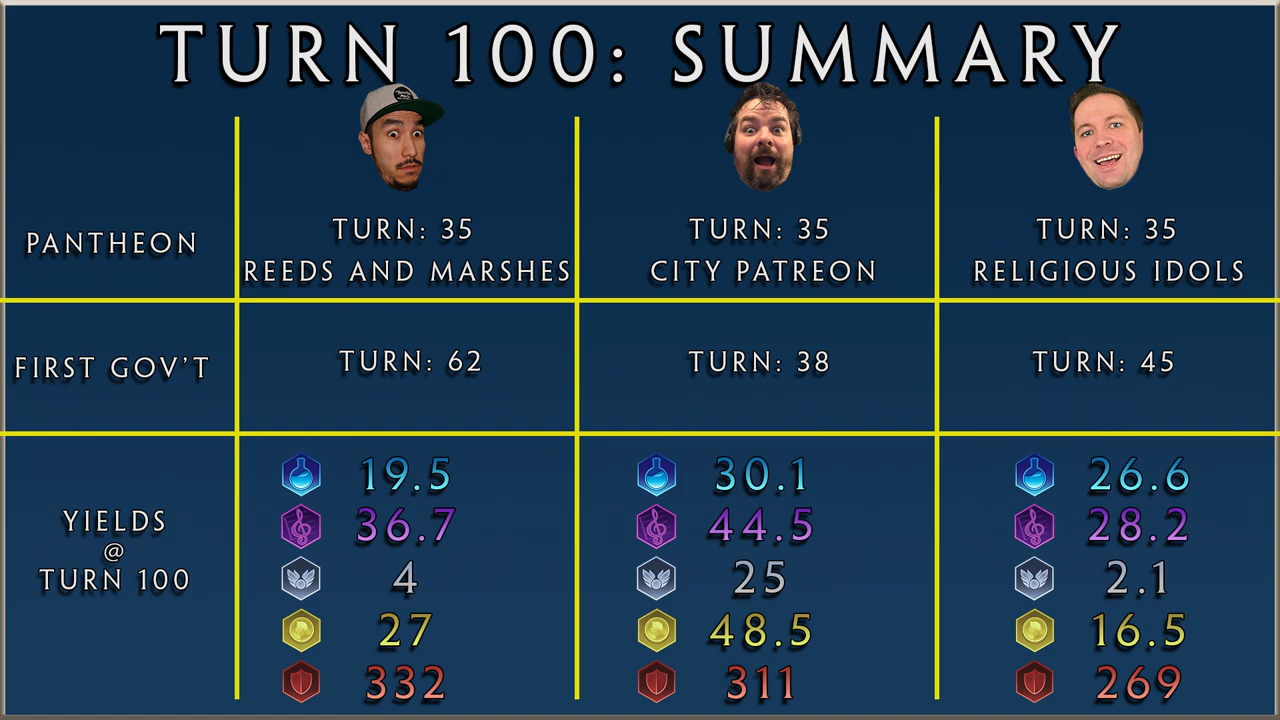 TURN 100: SUMMARY
PANTHEON
TURN: 35
REEDS AND MARSHES
TURN: 35
CITY PATREON
TURN: 35
RELIGIOUS IDOLS
FIRST GOV'T
TURN: 62
TURN: 38
TURN: 45
YIELDS
@
TURN 100
19.5
36.7
4
27
332
30.1
44.5
25
48.5
311
26.6
28.2
2.1
16.5
269